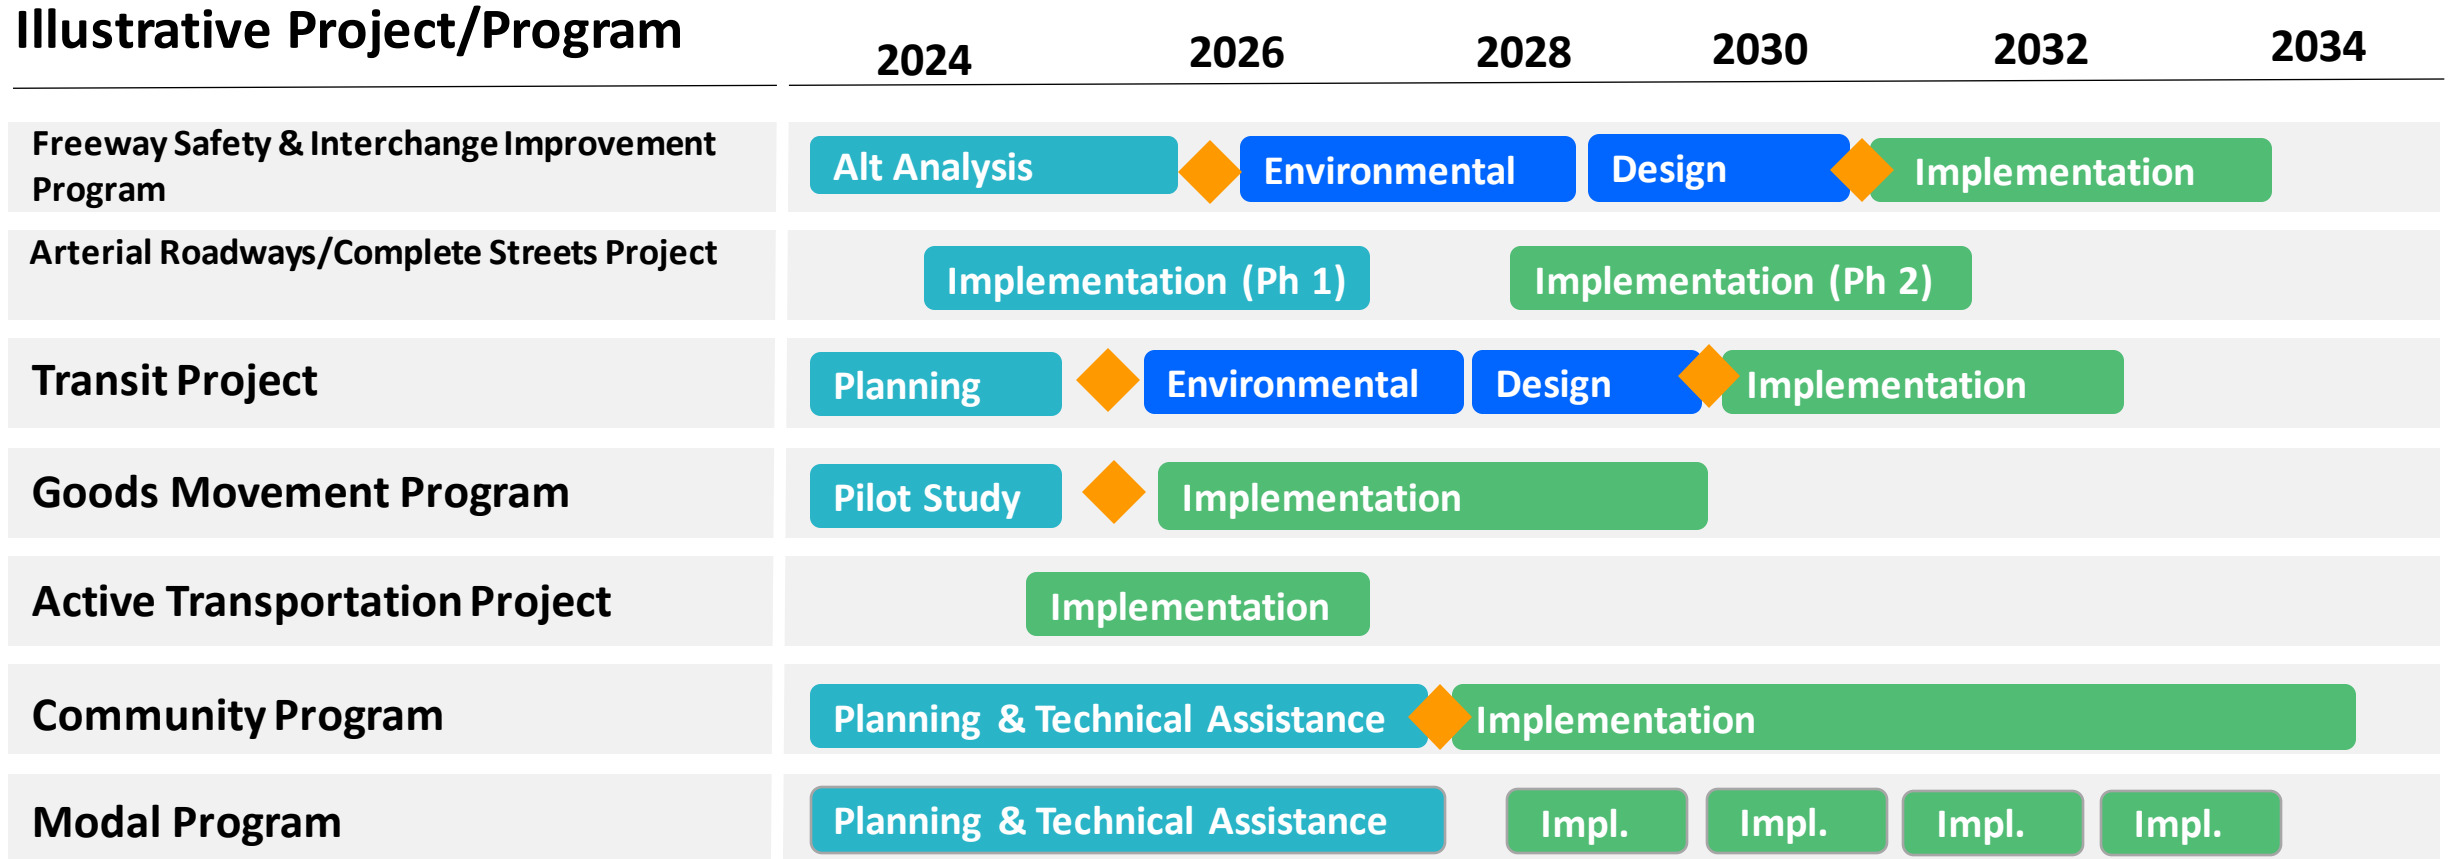 Illustrative Project/Program
2024 2026 2028 2030 2032 2034
Freeway Safety & Interchange Improvement
Program
Alt Analysis Environmental Design Implementation
Arterial Roadways/Complete Streets Project
Implementation (Ph 1) Implementation (Ph 2)
Transit Project
Planning Environmental Design Implementation
Goods Movement Program
Pilot Study Implementation
Active Transportation Project
Implementation
Community Program
Planning & Technical Assistance Implementation
Modal Program
Planning & Technical Assistance Impl. Impl. Impl. Impl.